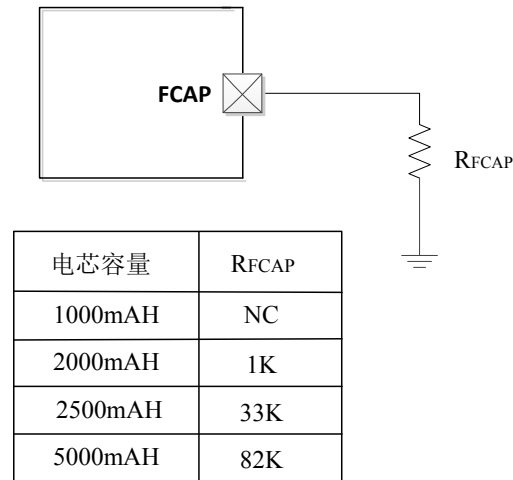 FCAP
RFCAP
电芯容量 RFCAP
1000mAH NC
2000mAH 1K
2500mAH 33K
5000mAH 82K